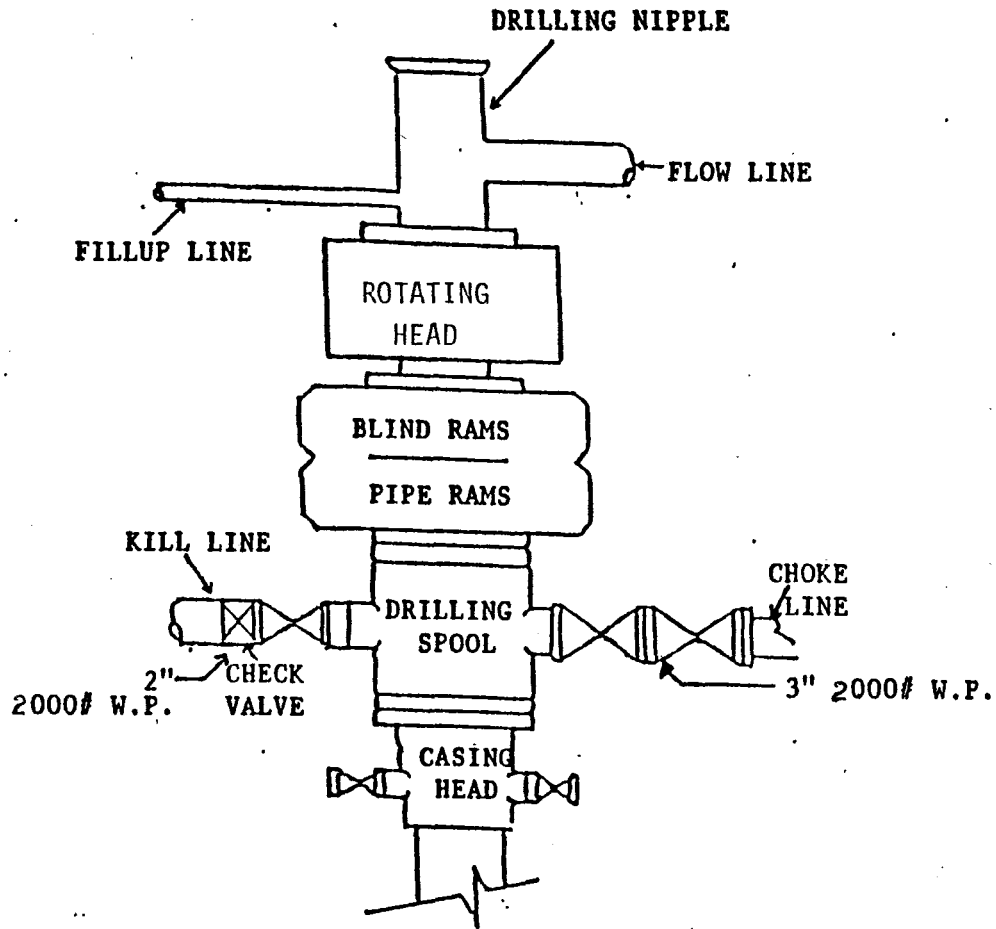 DRILLING NIPPLE
FLOW LINE
FILLUP LINE
ROTATING
HEAD
BLIND RAMS
PIPE RAMS
KILL LINE
CHOKE
LINE
DRILLING
SPOOL
2"
2000# W.P.
CHECK
VALVE
3" 2000# W.P.
CASING
HEAD